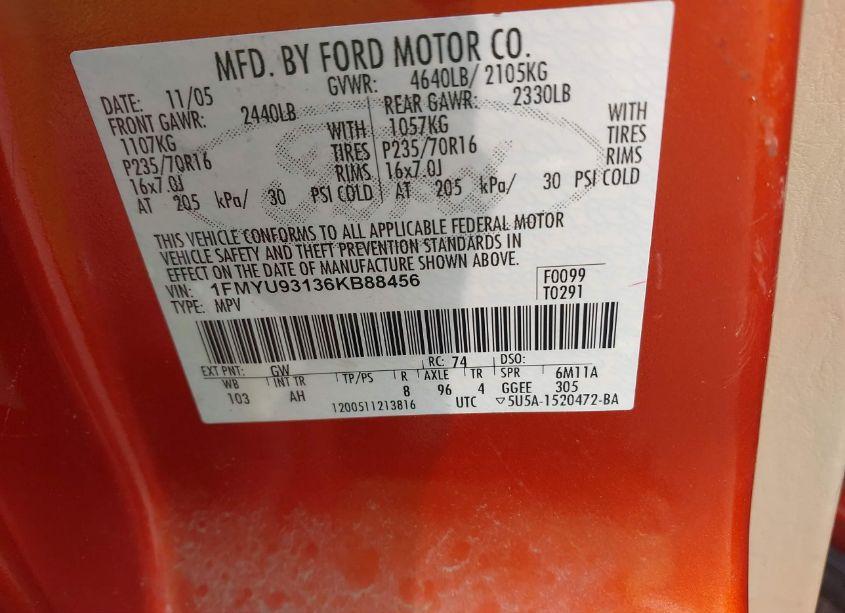 MFD. BY FORD MOTOR CO.
DATE: 11/05 GVWR: 4640LB/ 2105KG
FRONT GAWR: 2440LB REAR GAWR: 2330LB
1107KG WITH 1057KG WITH
P235/70R16 TIRES P235/70R16 TIRES
16x7.0J RIMS 16x7.0J RIMS
AT 205 kPa/ 30 PSI COLD AT 205 kPa/ 30 PSI COLD
THIS VEHICLE CONFORMS TO ALL APPLICABLE FEDERAL MOTOR
VEHICLE SAFETY AND THEFT PREVENTION STANDARDS IN
EFFECT ON THE DATE OF MANUFACTURE SHOWN ABOVE.
VIN: 1FMYU93136KB88456 F0099
TYPE: MPV T0291
EXT PNT: GW RC: 74 DSO:
WB INT TR TP/PS R AXLE TR SPR 6M11A
103 AH 8 96 4 GGEE 305
1200511213816 UTC ▽5U5A-1520472-BA